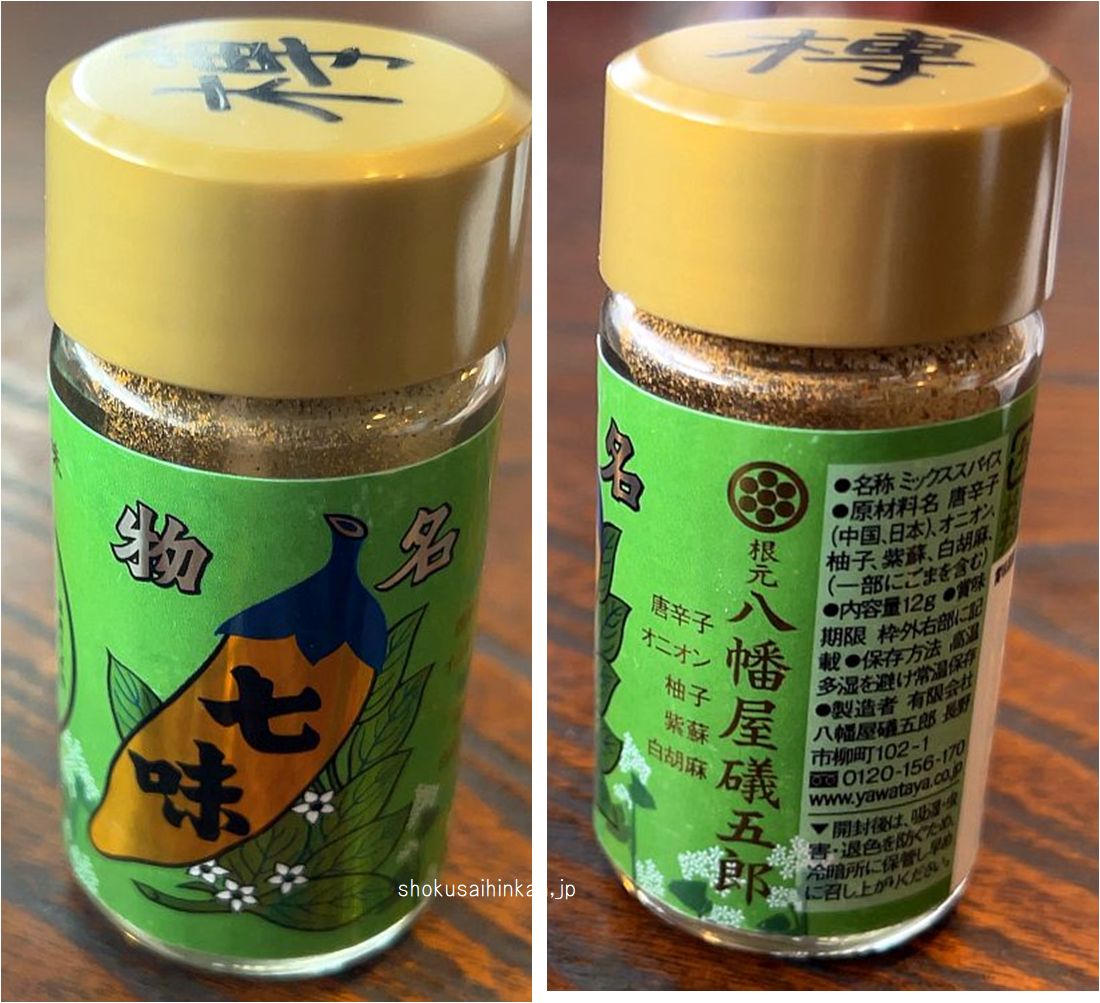 名物
七味
名
根元
八幡屋礒五郎
唐辛子
オニオン
柚子
紫蘇
白胡麻
●名称 ミックススパイス
●原材料名 唐辛子
(中国、日本)、オニオン、
柚子、紫蘇、白胡麻、
(一部にごまを含む)
●内容量12g ●賞味
期限 枠外右部に記
載●保存方法 高温
多湿を避け常温保存
●製造者 有限会社
八幡屋礒五郎 長野
市柳町102-1
0120-156-170
www.yawataya.co.jp
▼開封後は、吸湿・虫
害・退色を防ぐため、
冷暗所に保管し早め
に召し上がりください。